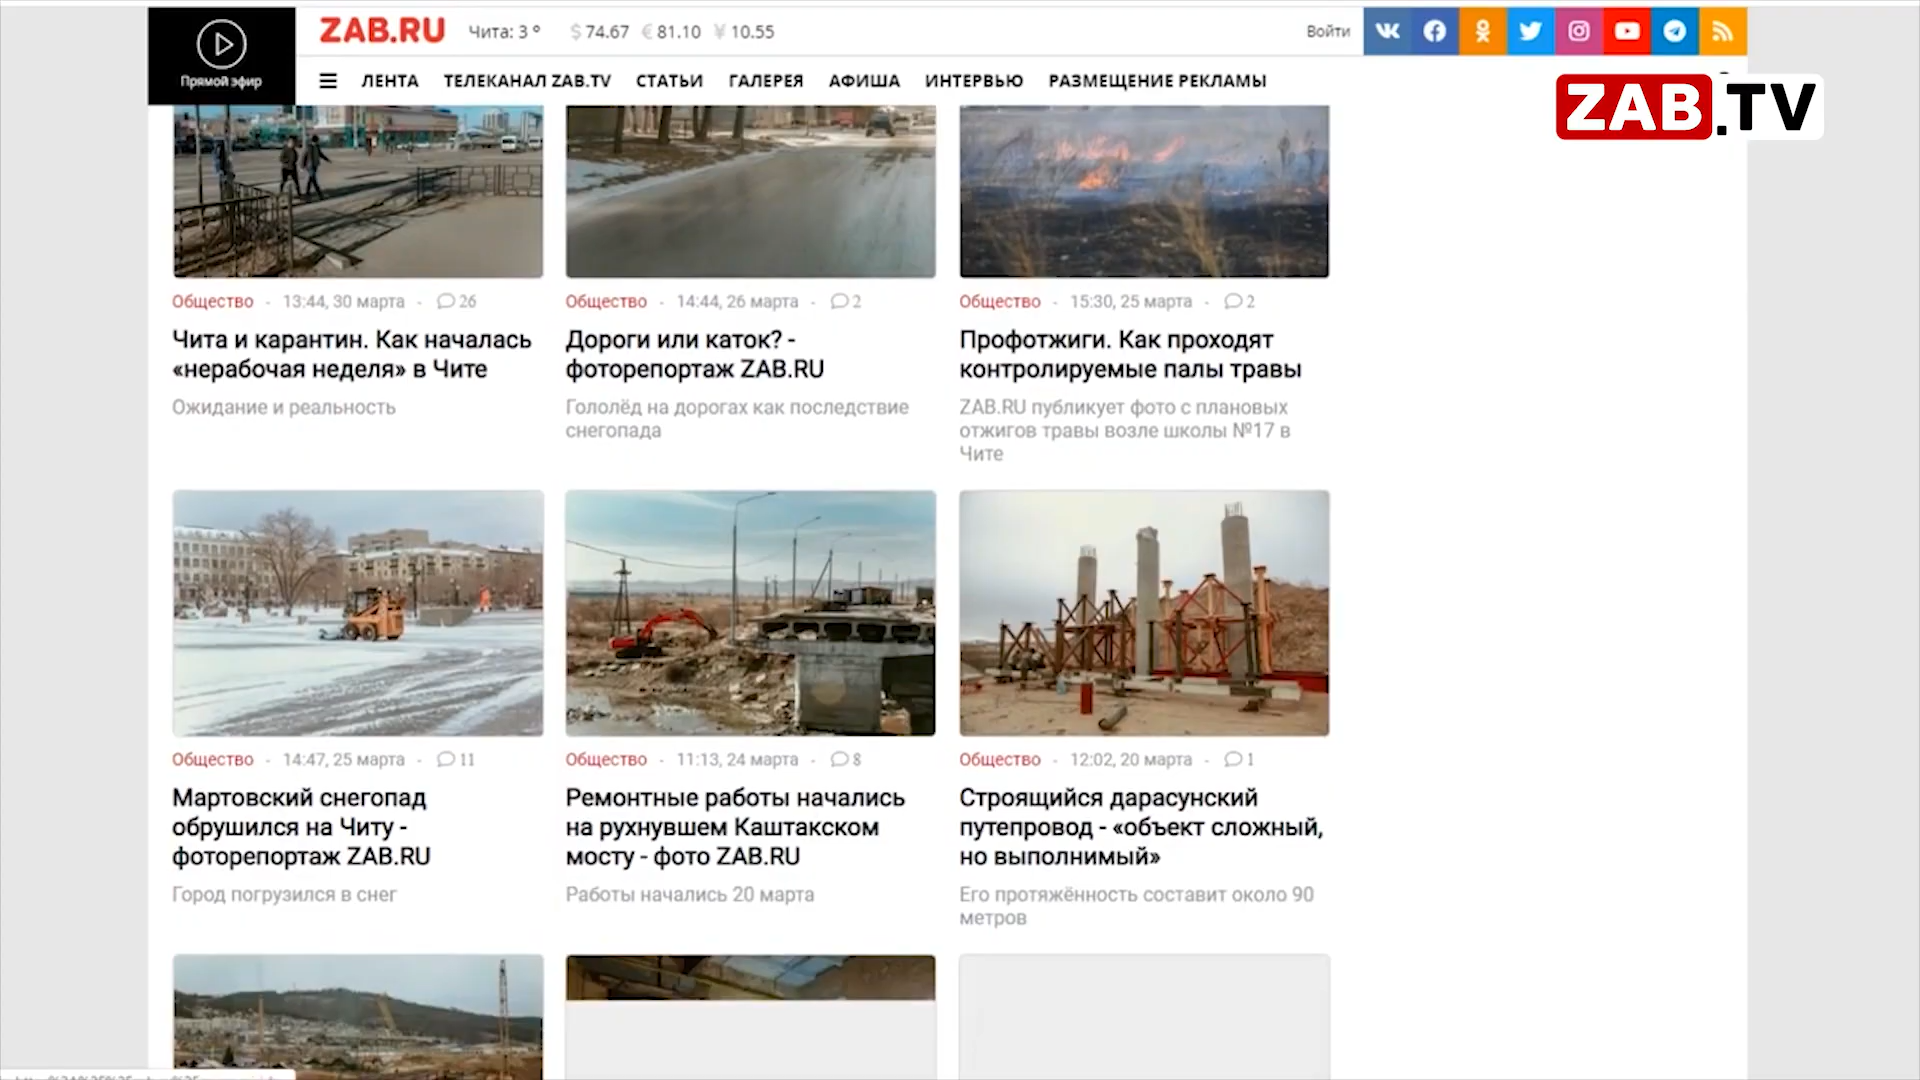 Прямой эфир
ZAB.RU
Чита: 3 °
$ 74.67 € 81.10 ¥ 10.55
Войти
ЛЕНТА ТЕЛЕКАНАЛ ZAB.TV СТАТЬИ ГАЛЕРЕЯ АФИША ИНТЕРВЬЮ РАЗМЕЩЕНИЕ РЕКЛАМЫ
ZAB.TV
Общество - 13:44, 30 марта - 26
Чита и карантин. Как началась
«нерабочая неделя» в Чите
Ожидание и реальность
Общество - 14:44, 26 марта - 2
Дороги или каток? -
фоторепортаж ZAB.RU
Гололёд на дорогах как последствие
снегопада
Общество - 15:30, 25 марта - 2
Профотжиги. Как проходят
контролируемые палы травы
ZAB.RU публикует фото с плановых
отжигов травы возле школы №17 в
Чите
Общество - 14:47, 25 марта - 11
Мартовский снегопад
обрушился на Читу -
фоторепортаж ZAB.RU
Город погрузился в снег
Общество - 11:13, 24 марта - 8
Ремонтные работы начались
на рухнувшем Каштакском
мосту - фото ZAB.RU
Работы начались 20 марта
Общество - 12:02, 20 марта - 1
Строящийся дарасунский
путепровод - «объект сложный,
но выполнимый»
Его протяжённость составит около 90
метров